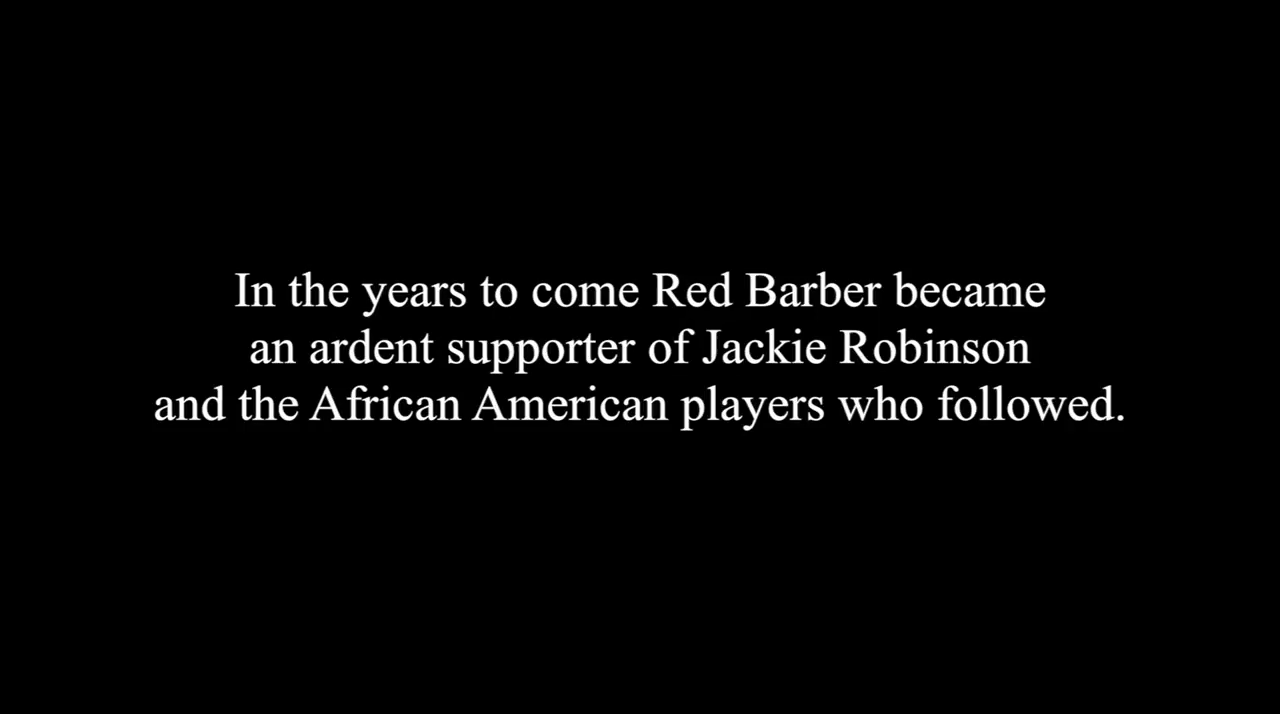 In the years to come Red Barber became
an ardent supporter of Jackie Robinson
and the African American players who followed.